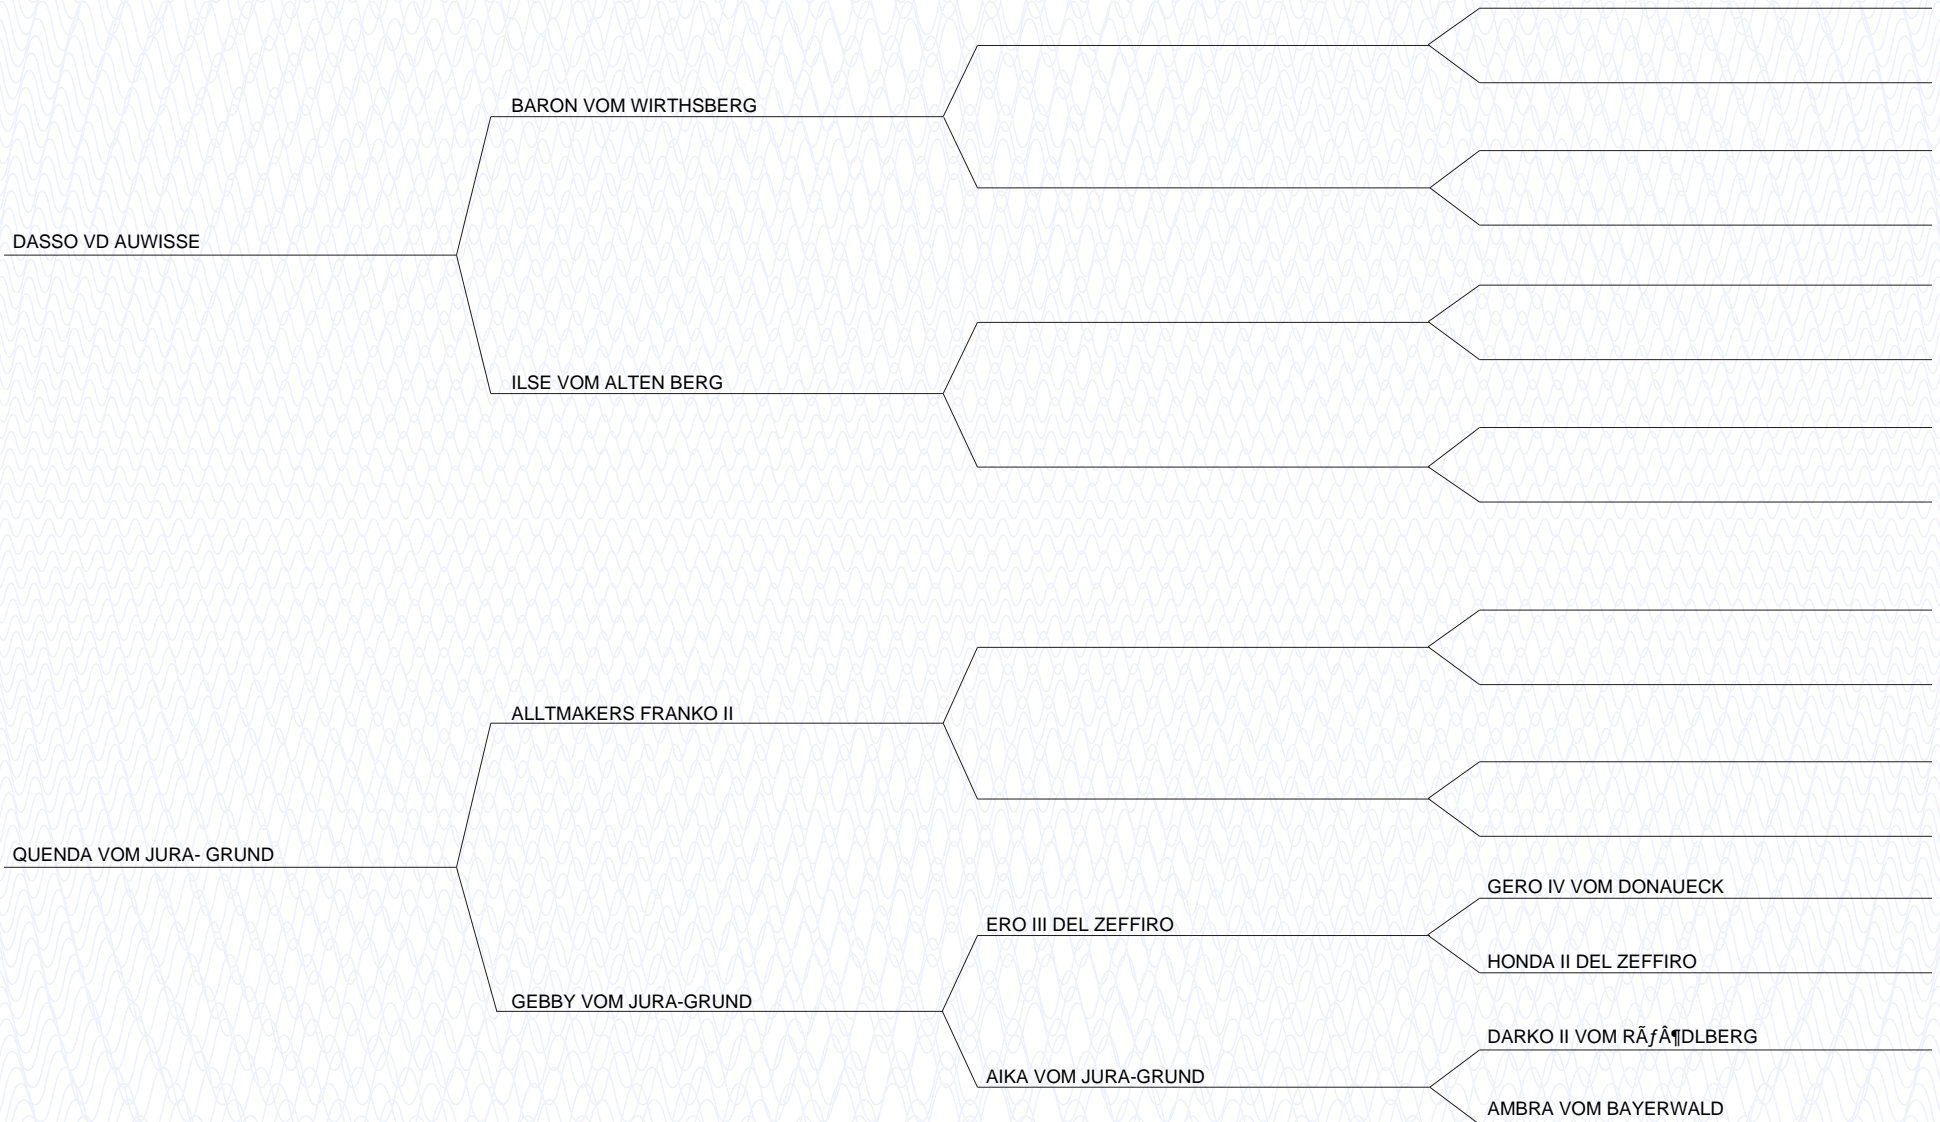 BARON VOM WIRTHSBERG
DASSO VD AUWISSE
ILSE VOM ALTEN BERG
ALLTMAKERS FRANKO II
QUENDA VOM JURA- GRUND
GERO IV VOM DONAUECK
ERO III DEL ZEFFIRO
HONDA II DEL ZEFFIRO
GEBBY VOM JURA-GRUND
DARKO II VOM RÃƒÂ¶DLBERG
AIKA VOM JURA-GRUND
AMBRA VOM BAYERWALD